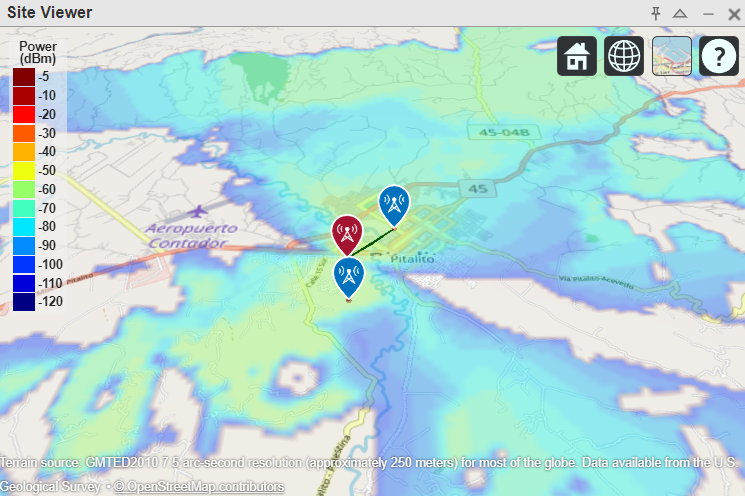 Site Viewer
Power
(dBm)
-5
-10
-20
-30
-40
-50
-60
-70
-80
-90
-100
-110
-120
?
45-04B
45
Aeropuerto
Contador
Pitalito
Pitalito
Calle 15 Sur
Vía Pitalito Acevedo
Terrain source: GMTED2010 7.5 arc-second resolution (approximately 250 meters) for most of the globe. Data available from the U.S.
Geological Survey • © OpenStreetMap contributors